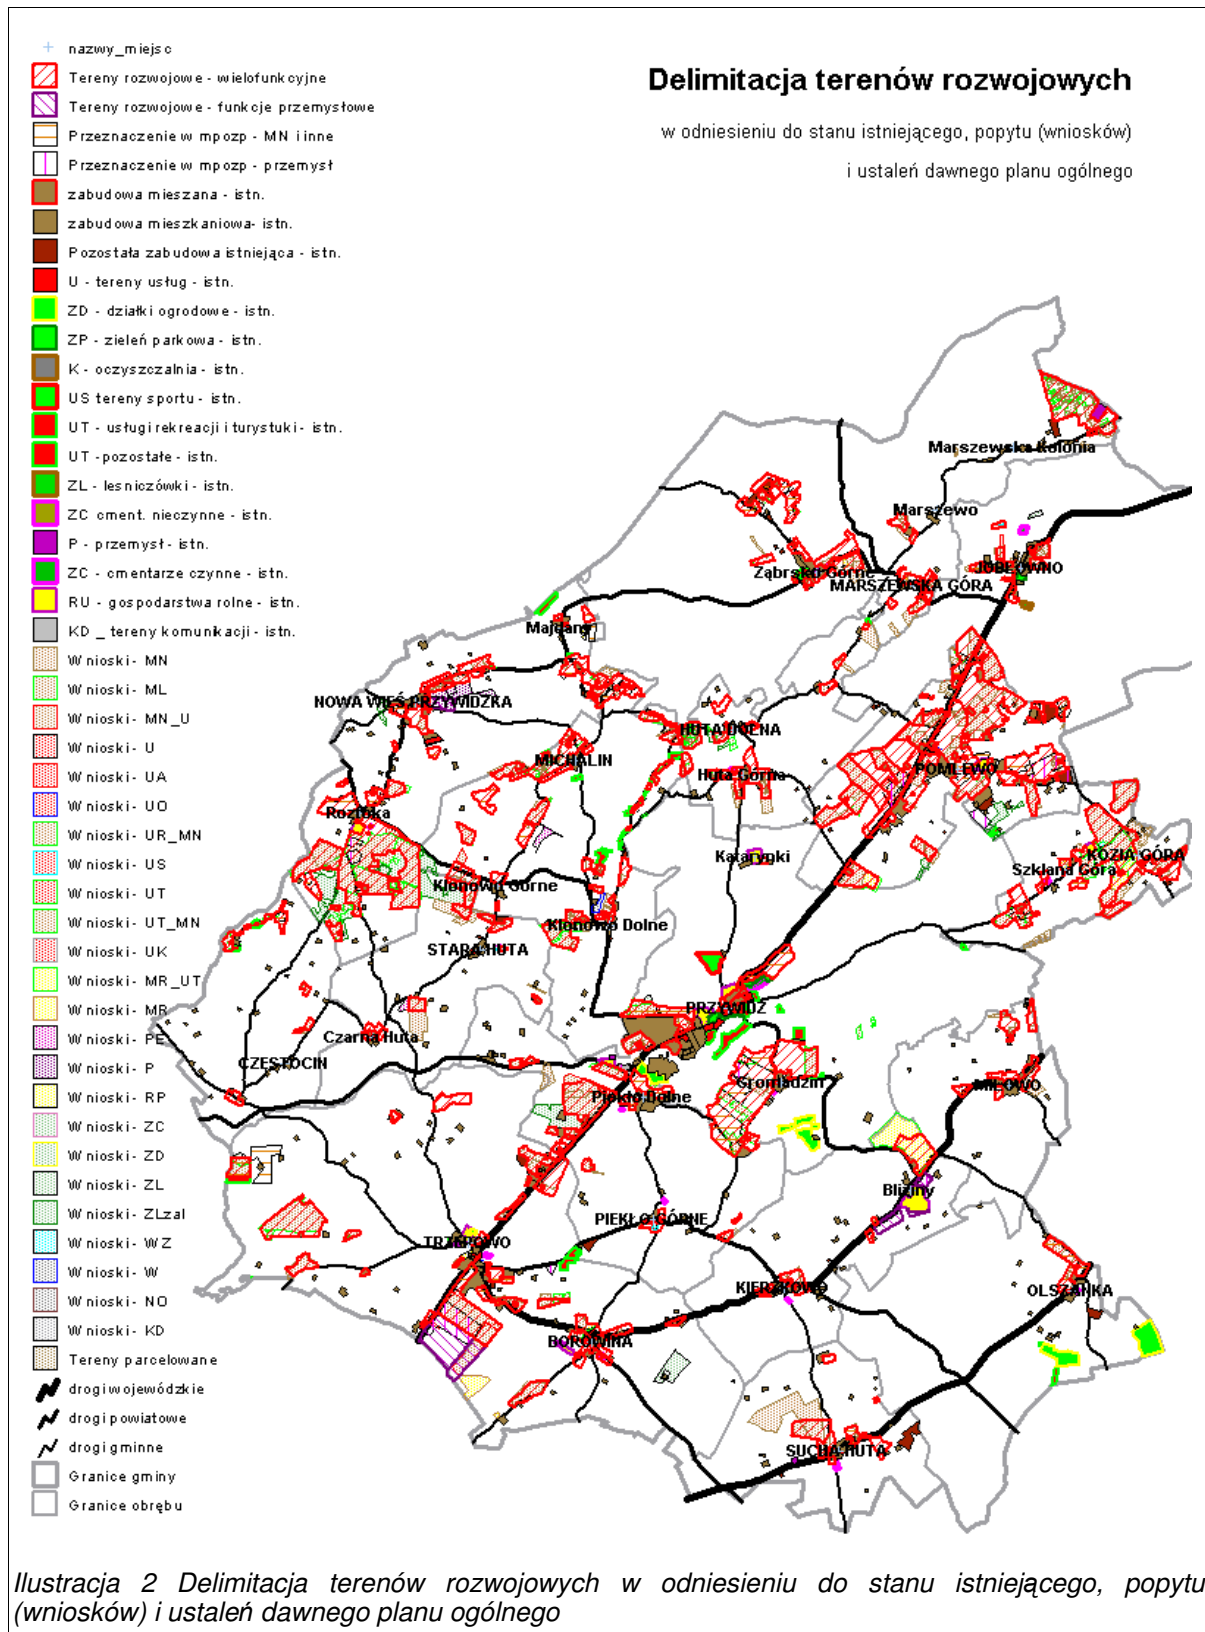 nazwy_miejsc
Tereny rozwojowe - wielofunkcyjne
Tereny rozwojowe - funkcje przemysłowe
Przeznaczenie w mpozp - MN i inne
Przeznaczenie w mpozp - przemysł
zabudowa mieszana - istn.
zabudowa mieszkaniowa- istn.
Pozostała zabudowa istniejąca - istn.
U - tereny usług - istn.
ZD - działki ogrodowe - istn.
ZP - zieleń parkowa - istn.
K - oczyszczalnia - istn.
US tereny sportu - istn.
UT - usługi rekreacji i turystuki - istn.
UT -pozostałe - istn.
ZL - lesniczówki - istn.
ZC cment. nieczynne - istn.
P - przemysł - istn.
ZC - cmentarze czynne - istn.
RU - gospodarstwa rolne - istn.
KD _ tereny komunikacji - istn.
Wnioski - MN
Wnioski - ML
Wnioski - MN_U
Wnioski - U
Wnioski - UA
Wnioski - UO
Wnioski - UR_MN
Wnioski - US
Wnioski - UT
Wnioski - UT_MN
Wnioski - UK
Wnioski - MR_UT
Wnioski - MR
Wnioski - PE
Wnioski - P
Wnioski - RP
Wnioski - ZC
Wnioski - ZD
Wnioski - ZL
Wnioski - ZLzal
Wnioski - WZ
Wnioski - W
Wnioski - NO
Wnioski - KD
Tereny parcelowane
drogi wojewódzkie
drogi powiatowe
drogi gminne
Granice gminy
Granice obrębu
Delimitacja terenów rozwojowych
w odniesieniu do stanu istniejącego, popytu (wniosków)
i ustaleń dawnego planu ogólnego
Marszewska Kolonia
Marszewo
JODŁOWNO
Ząbrsko Górne
MARSZEWSKA GÓRA
Majdany
NOWA WIEŚ PRZYWIDZKA
HUTA DOLNA
MICHALIN
Huta Górna
POMLEWO
Roztoka
Katarynki
KOZIA GÓRA
Szklana Góra
Klonowo Górne
Klonowo Dolne
STARA HUTA
PRZYWIDZ
Czarna Huta
CZĘSTOCIN
Gromadzin
MIŁOWO
Piekło Dolne
Bliziny
PIEKŁO GÓRNE
TRZEPOWO
KIERZKOWO
OLSZANKA
BOROWINA
SUCHA HUTA
Ilustracja 2 Delimitacja terenów rozwojowych w odniesieniu do stanu istniejącego, popytu
(wniosków) i ustaleń dawnego planu ogólnego